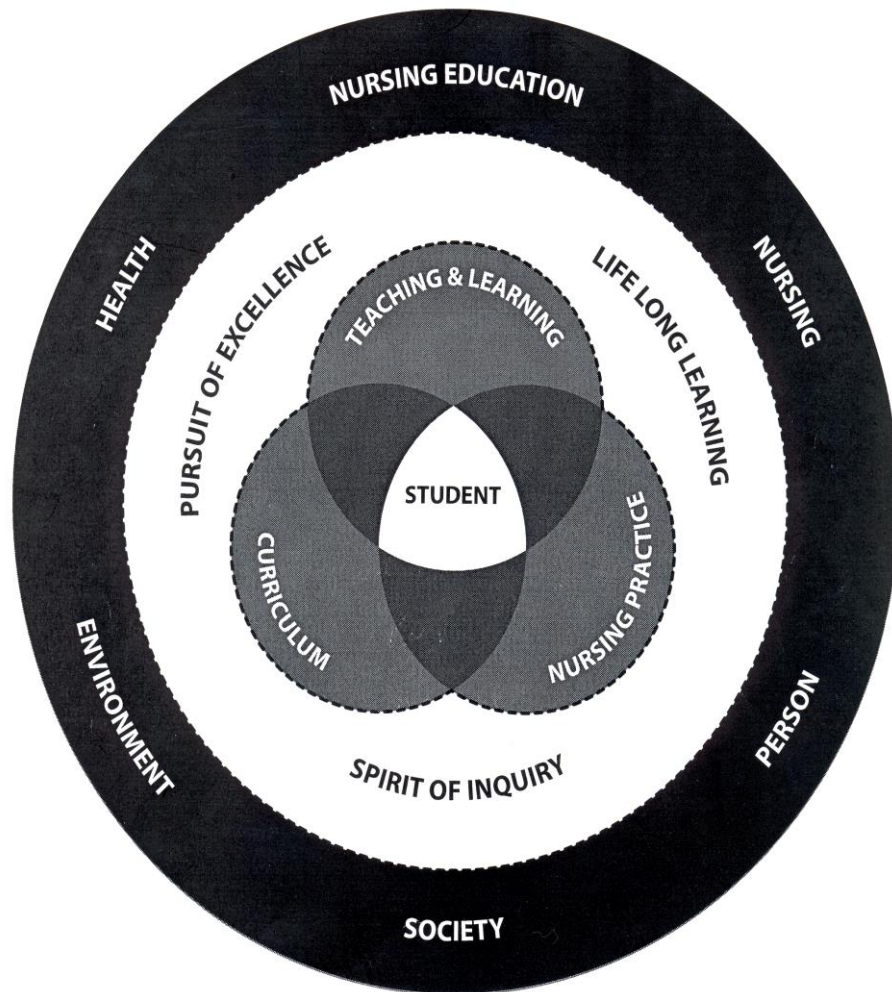 NURSING EDUCATION
HEALTH
NURSING
PURSUIT OF EXCELLENCE
LIFE LONG LEARNING
TEACHING & LEARNING
STUDENT
CURRICULUM
NURSING PRACTICE
ENVIRONMENT
PERSON
SPIRIT OF INQUIRY
SOCIETY